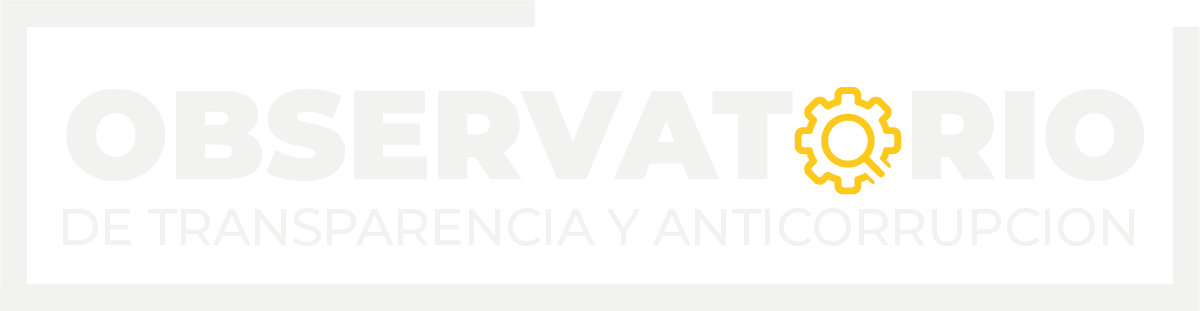 OBSERVATORIO
DE TRANSPARENCIA Y ANTICORRUPCION